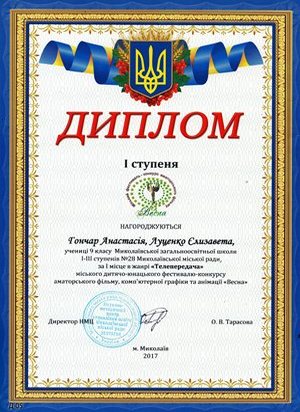 ДИПЛОМ
І ступеня
Весна
НАГОРОДЖУЮТЬСЯ
Гончар Анастасія, Луценко Єлизавета,
учениці 9 класу Миколаївської загальноосвітньої школи
І-ІІІ ступенів №28 Миколаївської міської ради,
за І місце в жанрі «Телепередача»
міського дитячо-юнацького фестивалю-конкурсу
аматорського фільму, комп'ютерної графіки та анімації «Весна»
Директор НМЦ
О. В. Тарасова
м. Миколаїв
2017